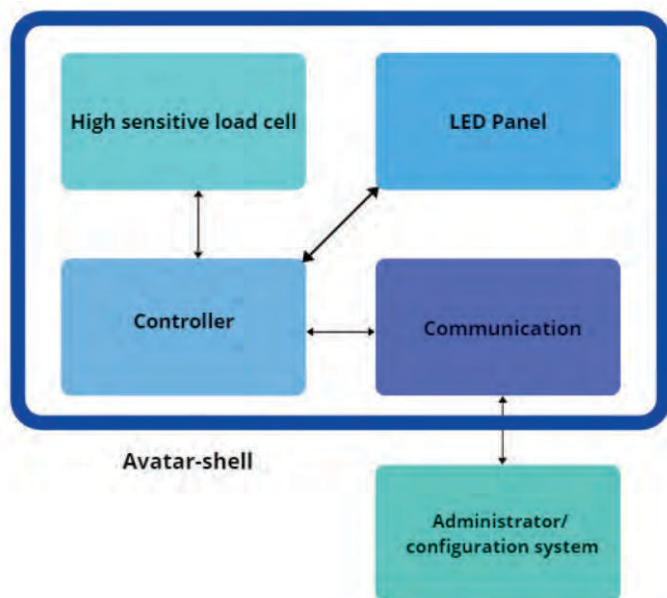 High sensitive load cell
LED Panel
Controller
Communication
Avatar-shell
Administrator/
configuration system